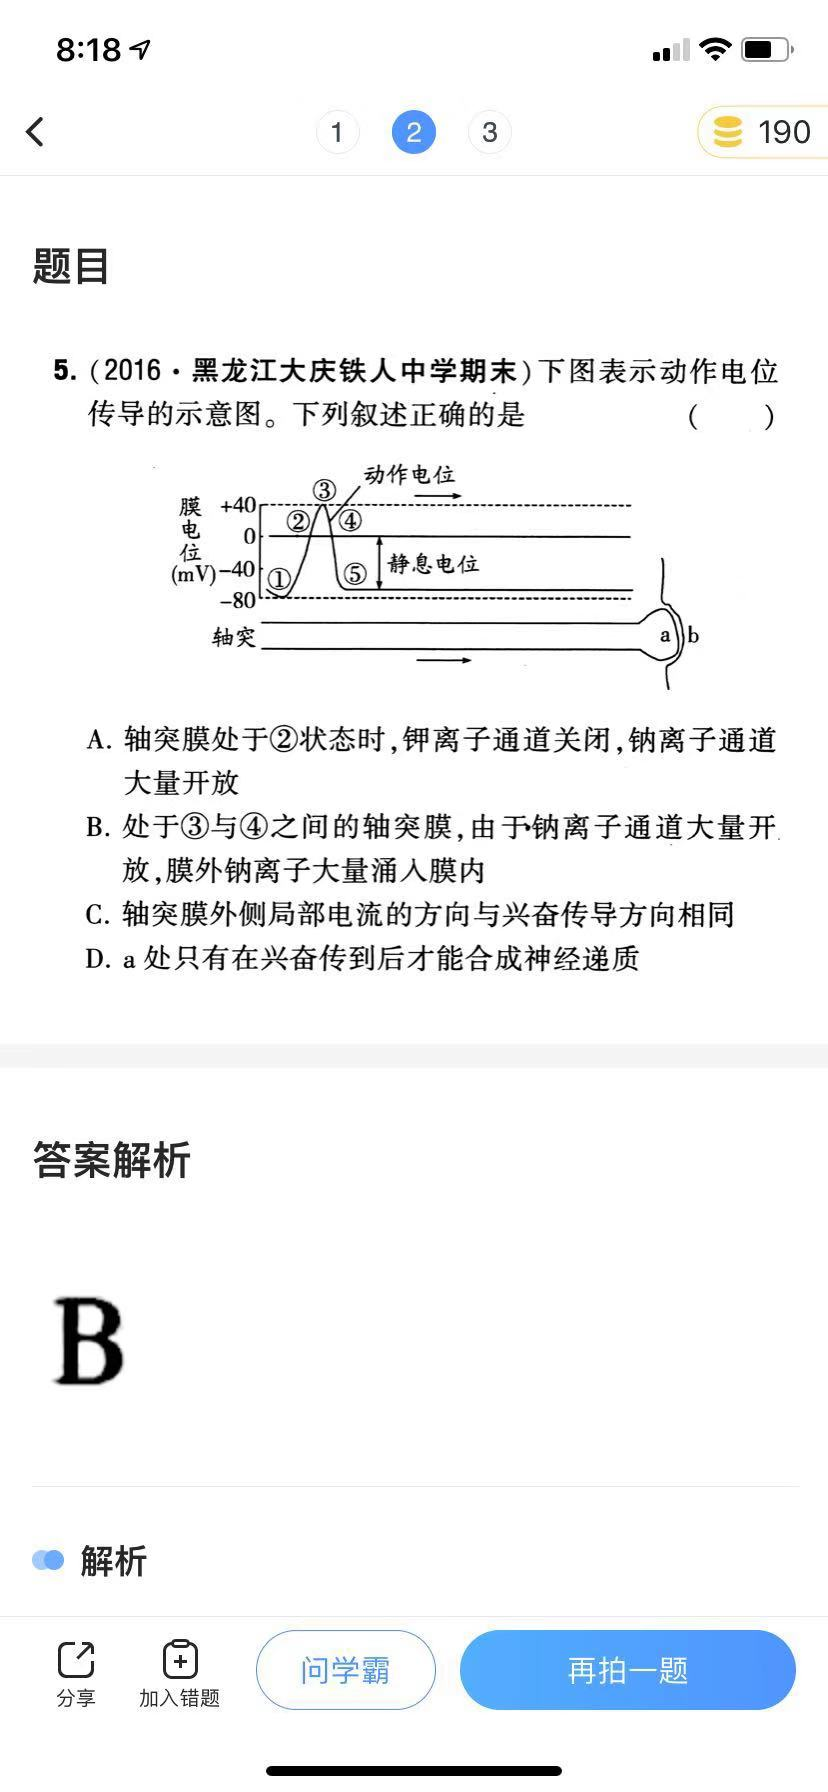 8:18
1 2 3 190
题目
5. (2016·黑龙江大庆铁人中学期末)下图表示动作电位
传导的示意图。下列叙述正确的是 ( )
动作电位
膜电位(mV)
+40
0
-40
-80
① ② ③ ④ ⑤
静息电位
轴突
a b
A. 轴突膜处于②状态时,钾离子通道关闭,钠离子通道
大量开放
B. 处于③与④之间的轴突膜,由于钠离子通道大量开
放,膜外钠离子大量涌入膜内
C. 轴突膜外侧局部电流的方向与兴奋传导方向相同
D. a 处只有在兴奋传到后才能合成神经递质
答案解析
B
解析
分享 加入错题 问学霸 再拍一题